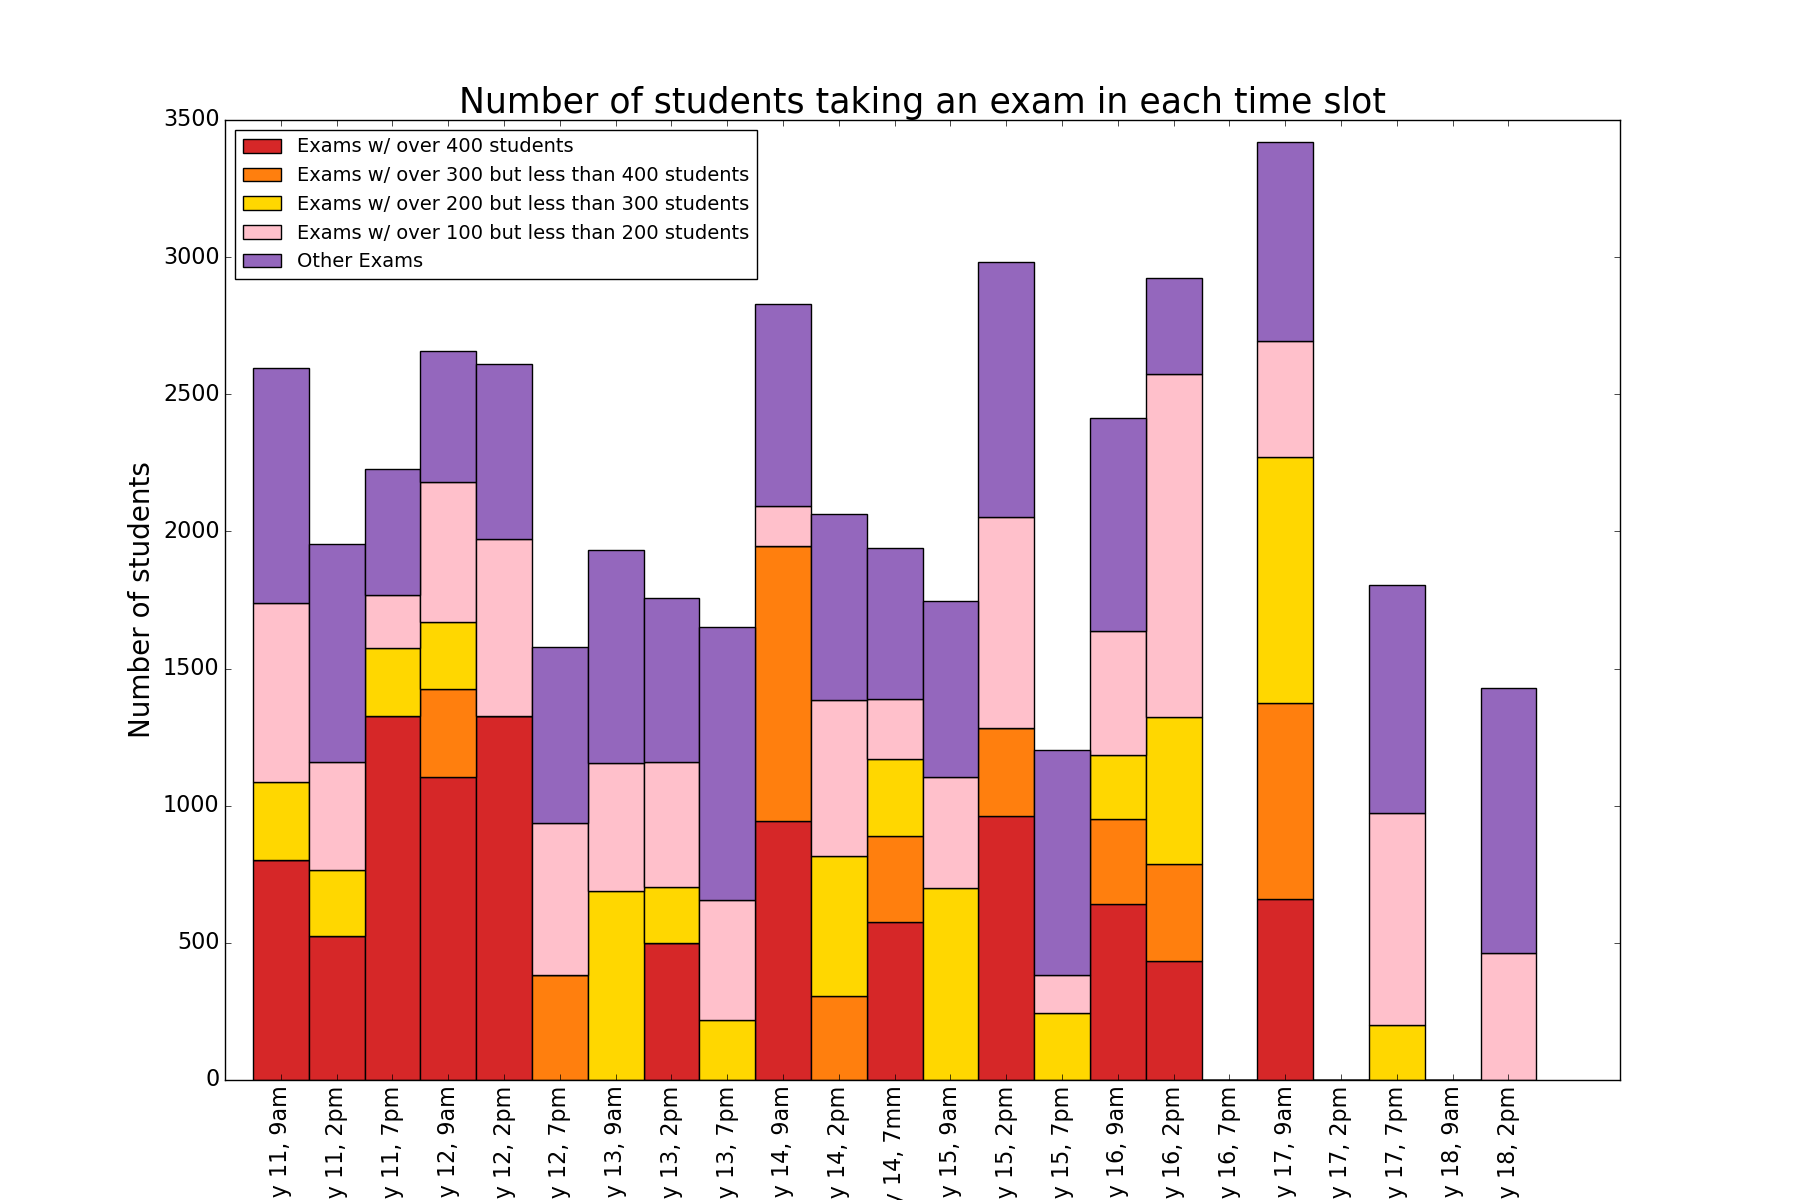 Number of students taking an exam in each time slot
3500
3000
2500
2000
1500
1000
500
0
Number of students
Exams w/ over 400 students
Exams w/ over 300 but less than 400 students
Exams w/ over 200 but less than 300 students
Exams w/ over 100 but less than 200 students
Other Exams
y 11, 9am
y 11, 2pm
y 11, 7pm
y 12, 9am
y 12, 2pm
y 12, 7pm
y 13, 9am
y 13, 2pm
y 13, 7pm
y 14, 9am
y 14, 2pm
y 14, 7mm
y 15, 9am
y 15, 2pm
y 15, 7pm
y 16, 9am
y 16, 2pm
y 16, 7pm
y 17, 9am
y 17, 2pm
y 17, 7pm
y 18, 9am
y 18, 2pm